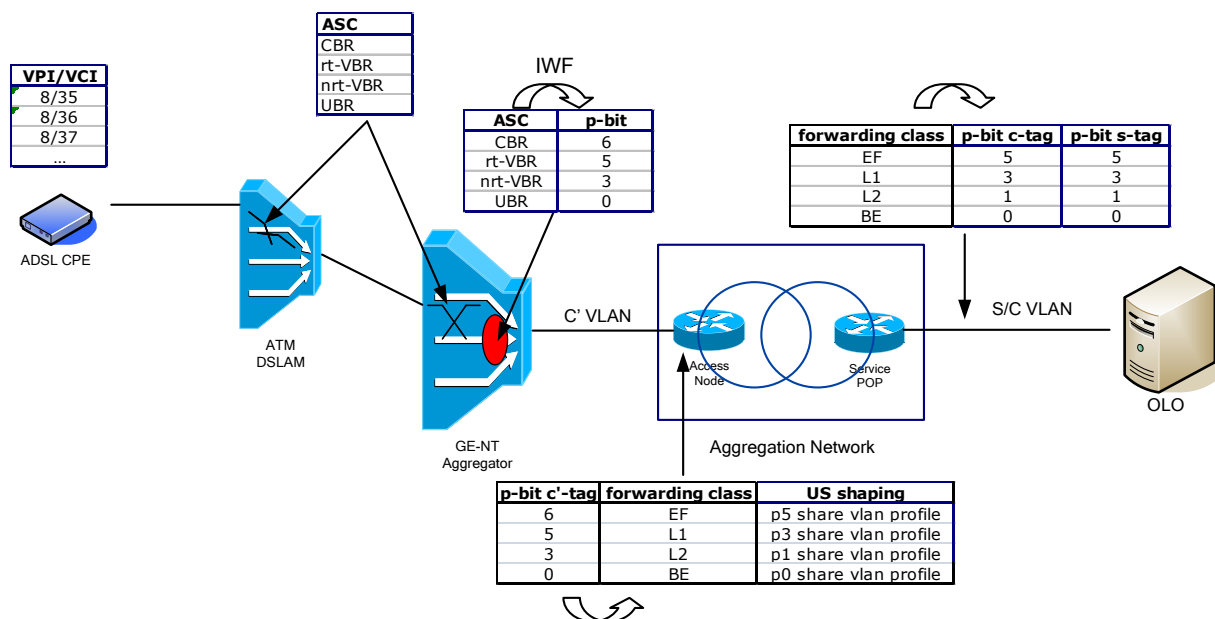 ASC
CBR
rt-VBR
nrt-VBR
UBR
VPI/VCI
8/35
8/36
8/37
...
IWF
ASC p-bit
CBR 6
rt-VBR 5
nrt-VBR 3
UBR 0
forwarding class p-bit c-tag p-bit s-tag
EF 5 5
L1 3 3
L2 1 1
BE 0 0
ADSL CPE
ATM
DSLAM
GE-NT
Aggregator
C' VLAN
Access
Node
Service
POP
S/C VLAN
OLO
Aggregation Network
p-bit c'-tag forwarding class US shaping
6 EF p5 share vlan profile
5 L1 p3 share vlan profile
3 L2 p1 share vlan profile
0 BE p0 share vlan profile